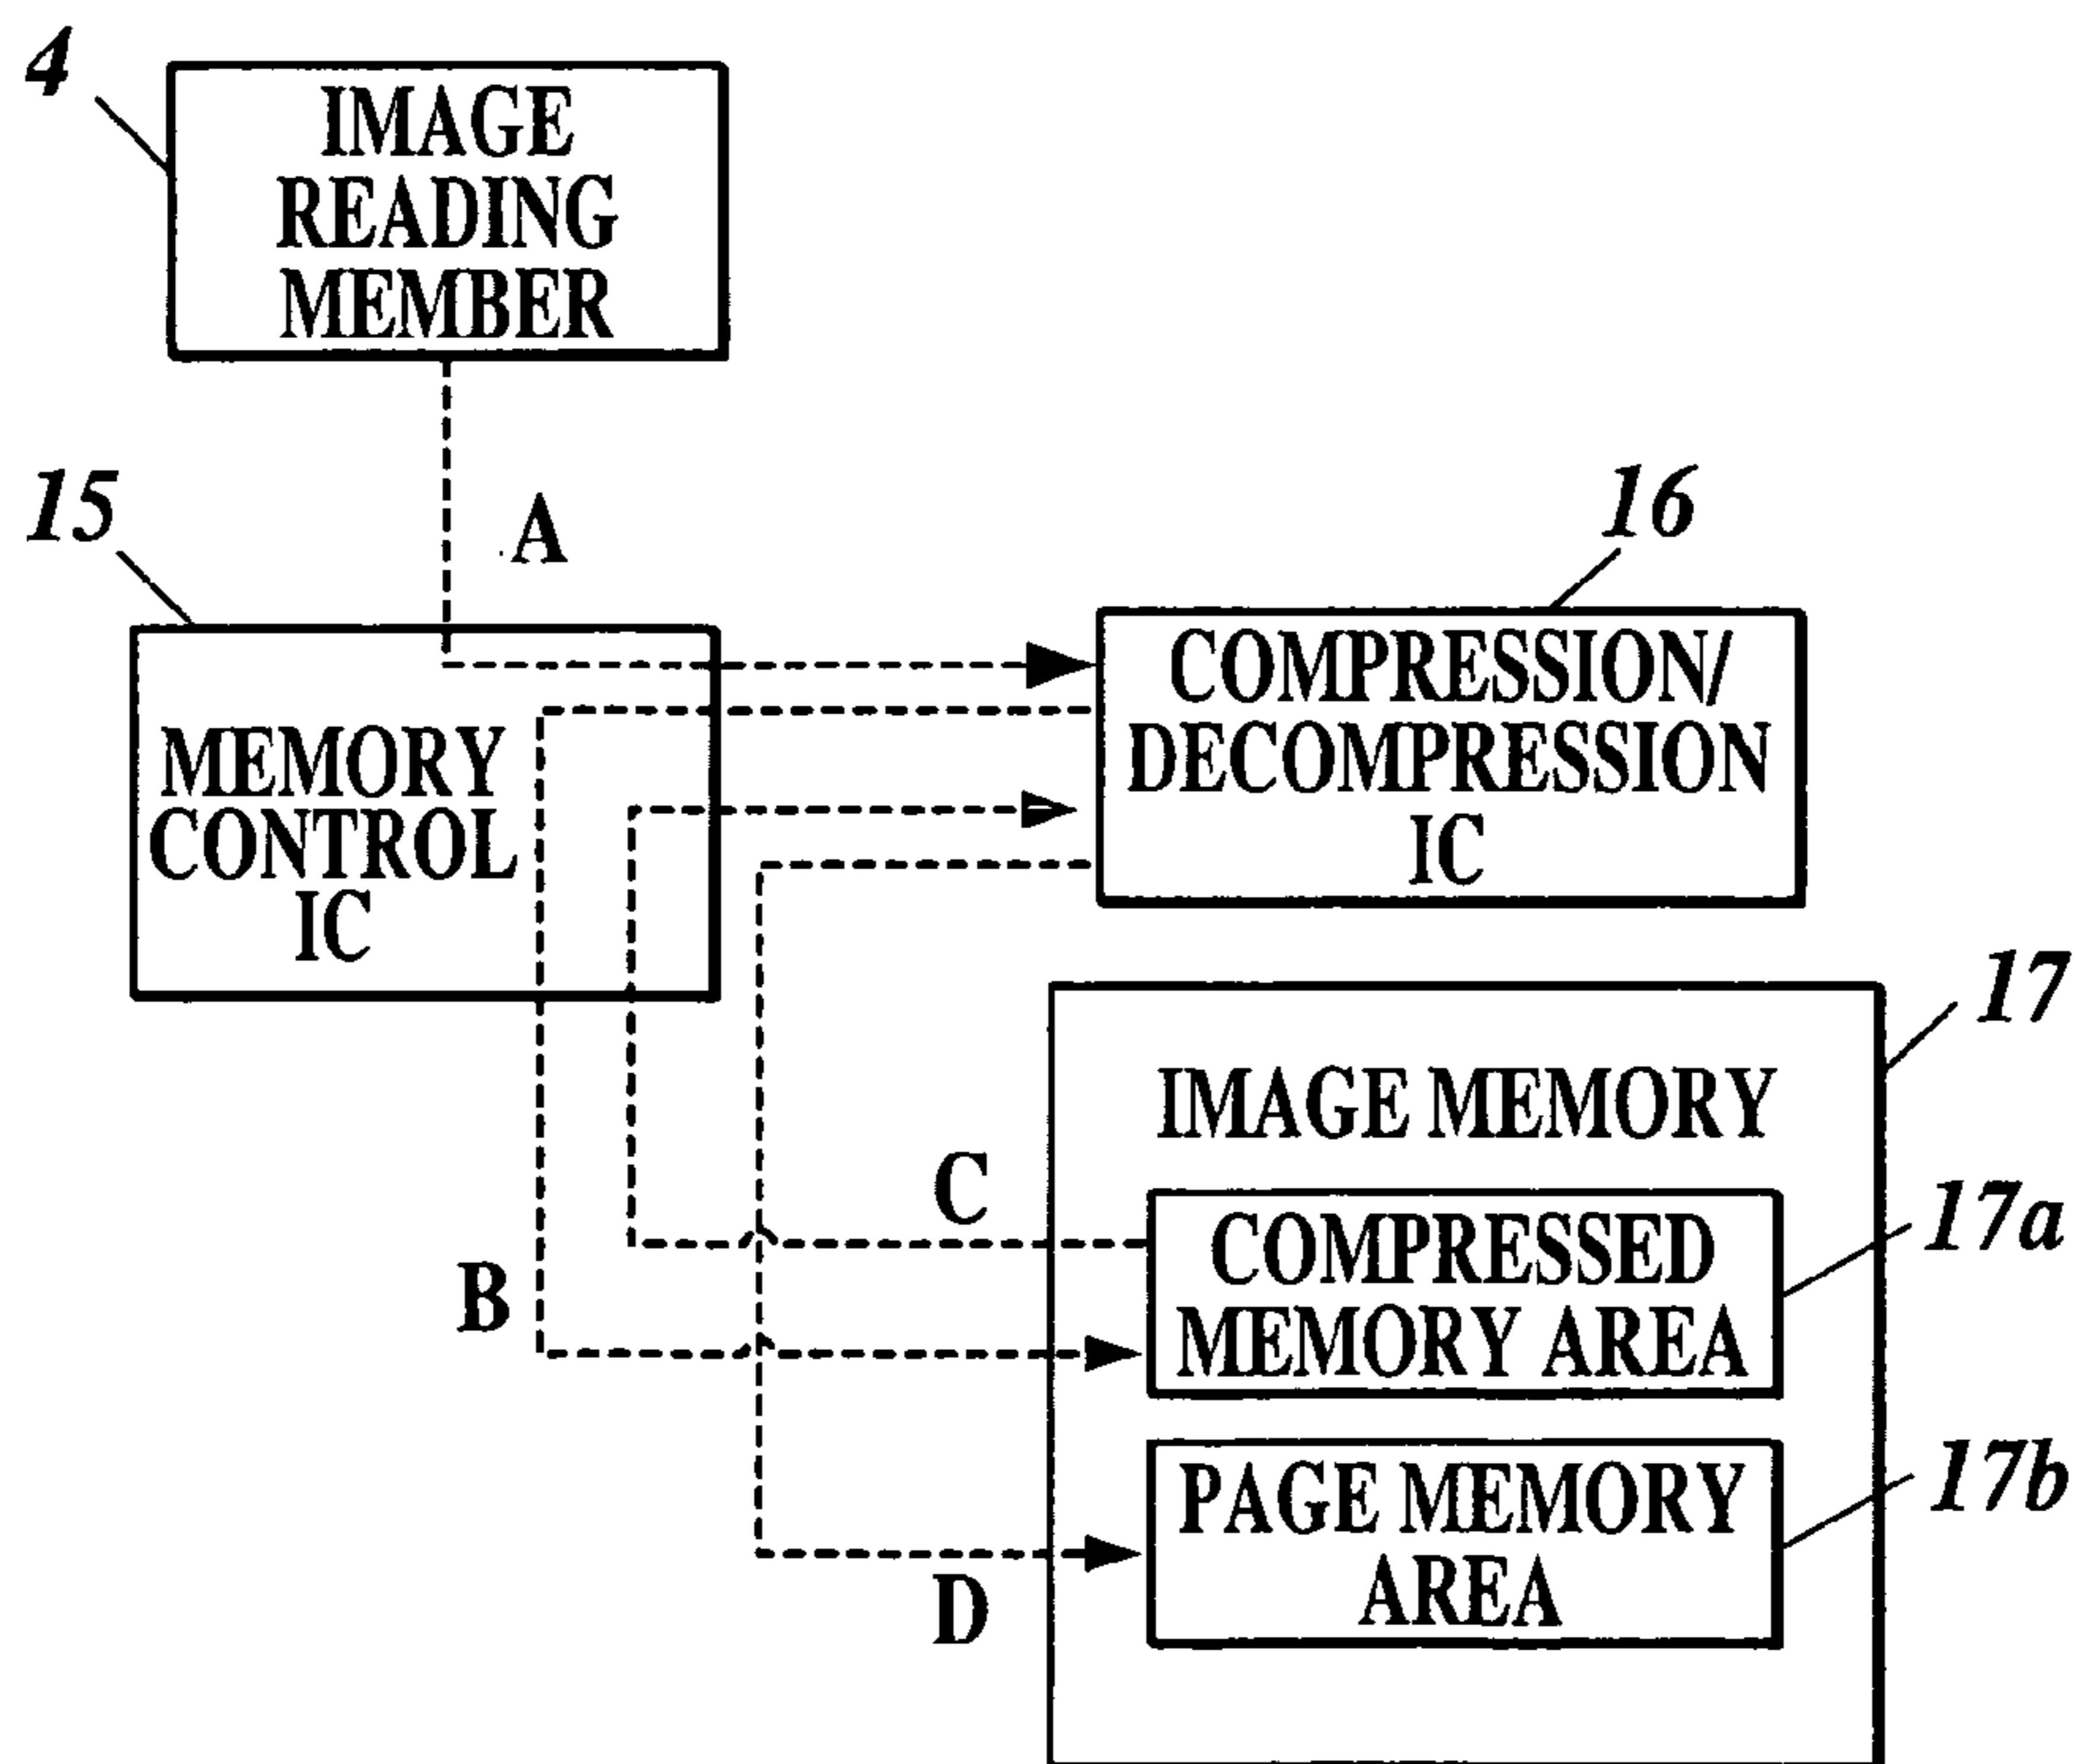 4
IMAGE
READING
MEMBER
15
A
16
MEMORY
CONTROL
IC
COMPRESSION/
DECOMPRESSION
IC
17
IMAGE MEMORY
C
17a
COMPRESSED
MEMORY AREA
B
17b
PAGE MEMORY
AREA
D